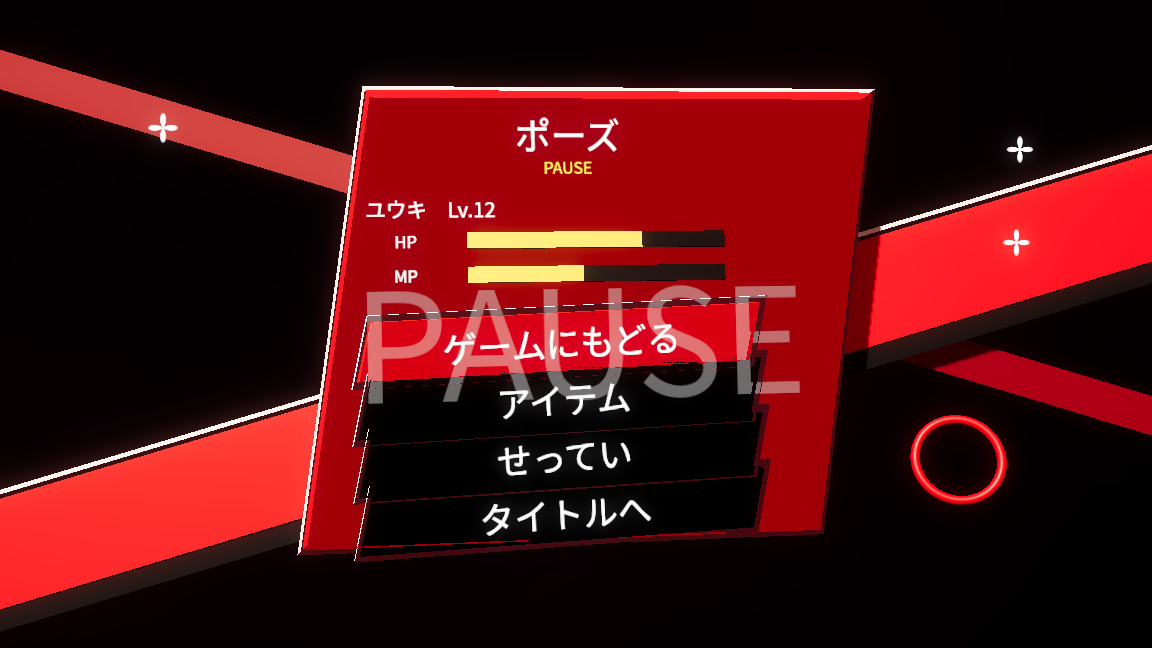 ポーズ
PAUSE
ユウキ Lv.12
HP
MP
PAUSE
ゲームにもどる
アイテム
せってい
タイトルへ